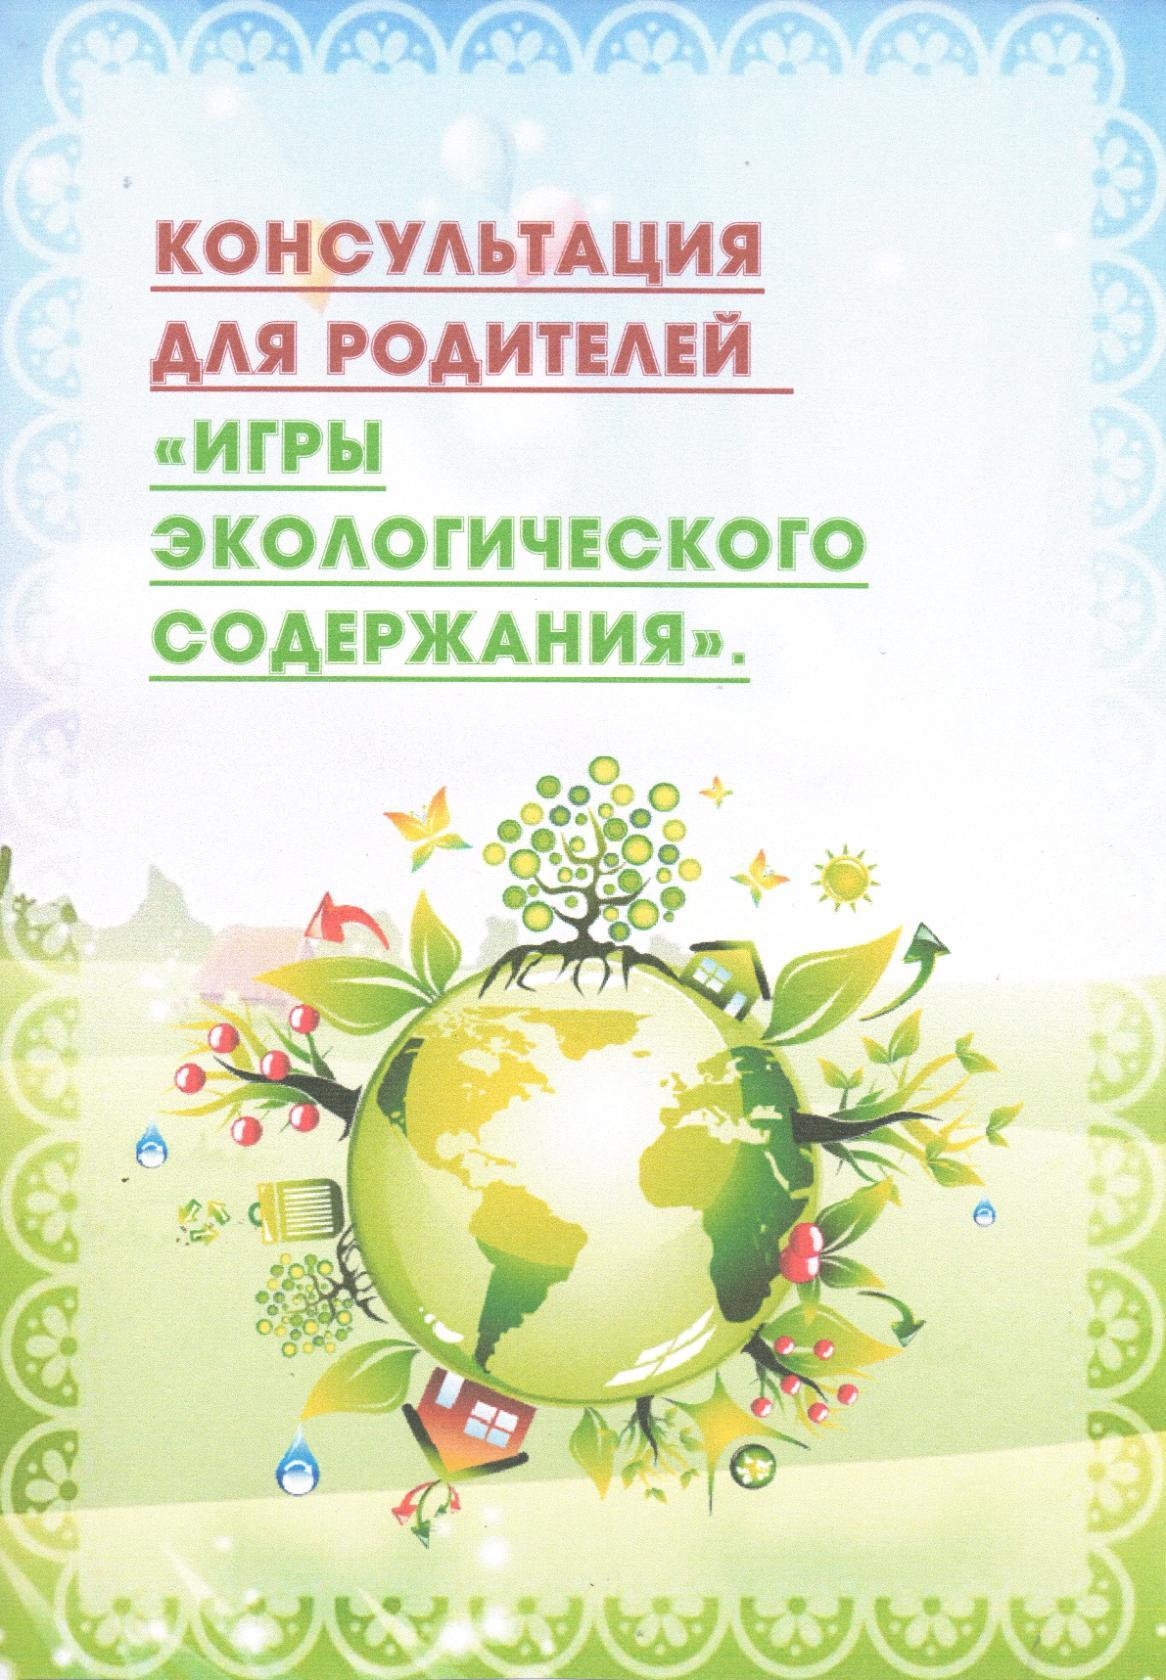 КОНСУЛЬТАЦИЯ
ДЛЯ РОДИТЕЛЕЙ
«ИГРЫ
ЭКОЛОГИЧЕСКОГО
СОДЕРЖАНИЯ».